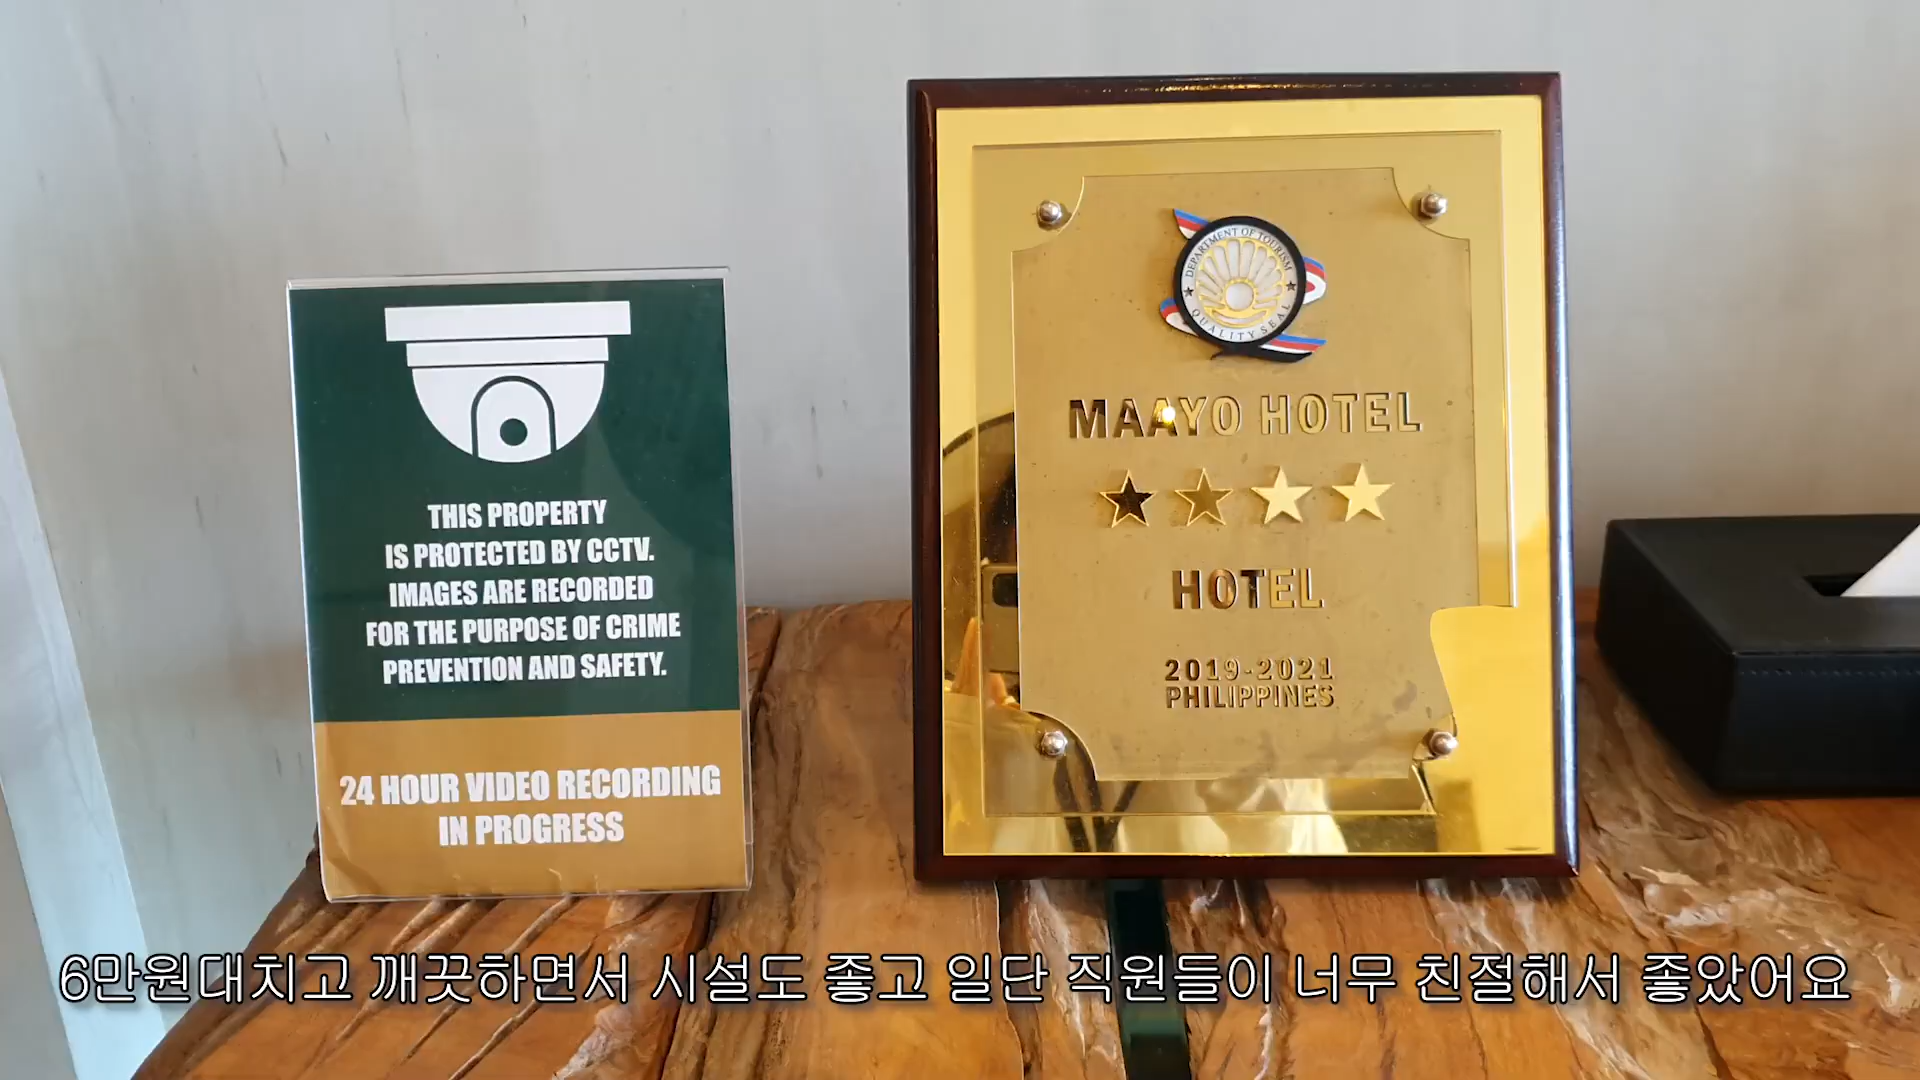 THIS PROPERTY
IS PROTECTED BY CCTV.
IMAGES ARE RECORDED
FOR THE PURPOSE OF CRIME
PREVENTION AND SAFETY.
24 HOUR VIDEO RECORDING
IN PROGRESS
DEPARTMENT OF TOURISM
QUALITY SEAL
MAAYO HOTEL
HOTEL
2019-2021
PHILIPPINES
6만원대치고 깨끗하면서 시설도 좋고 일단 직원들이 너무 친절해서 좋았어요